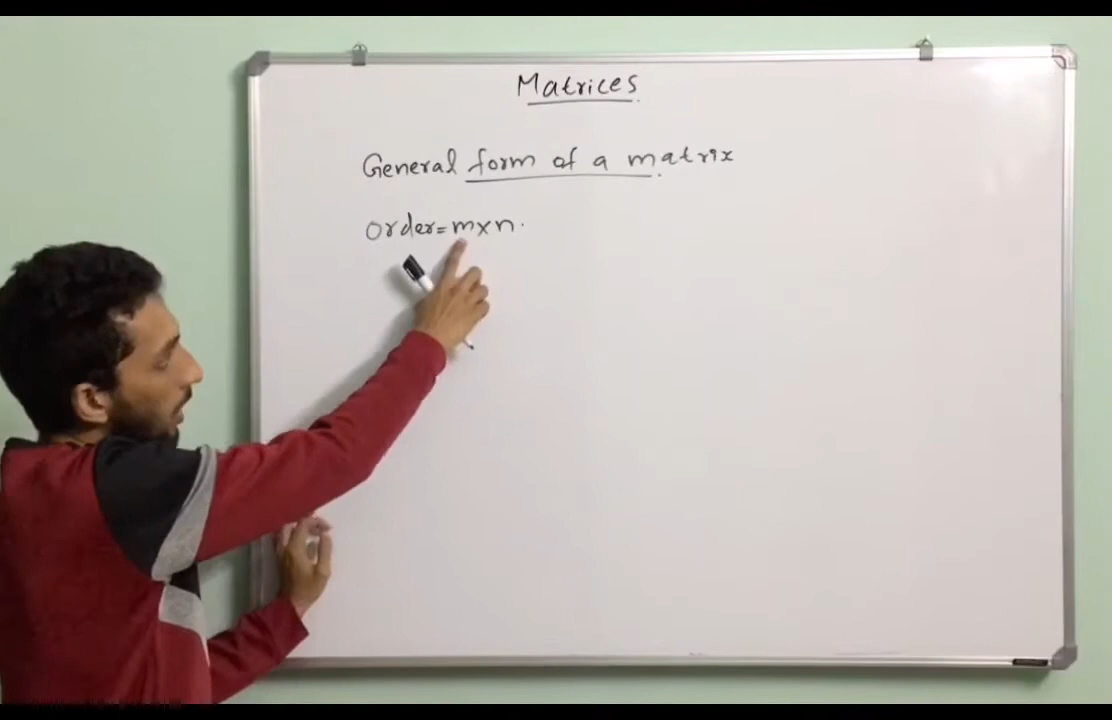 Matrices
General form of a matrix
order=m×n.